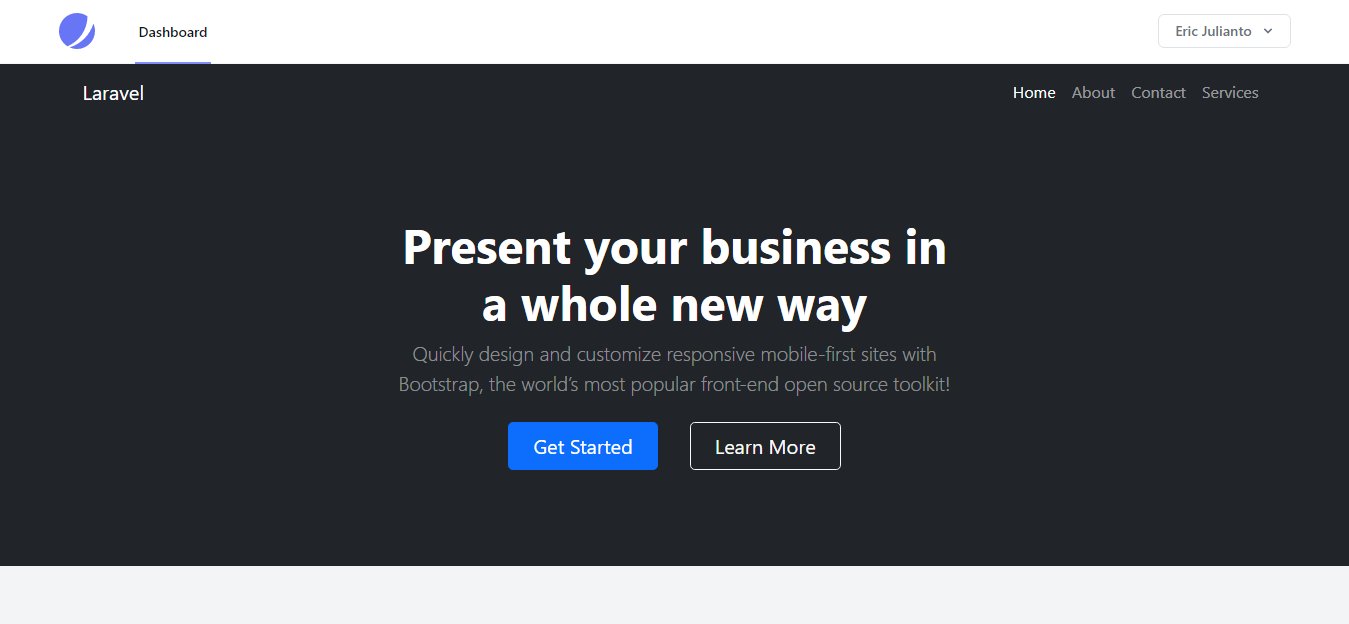 Dashboard
Eric Julianto
Laravel
Home About Contact Services
Present your business in
a whole new way
Quickly design and customize responsive mobile-first sites with
Bootstrap, the world’s most popular front-end open source toolkit!
Get Started
Learn More